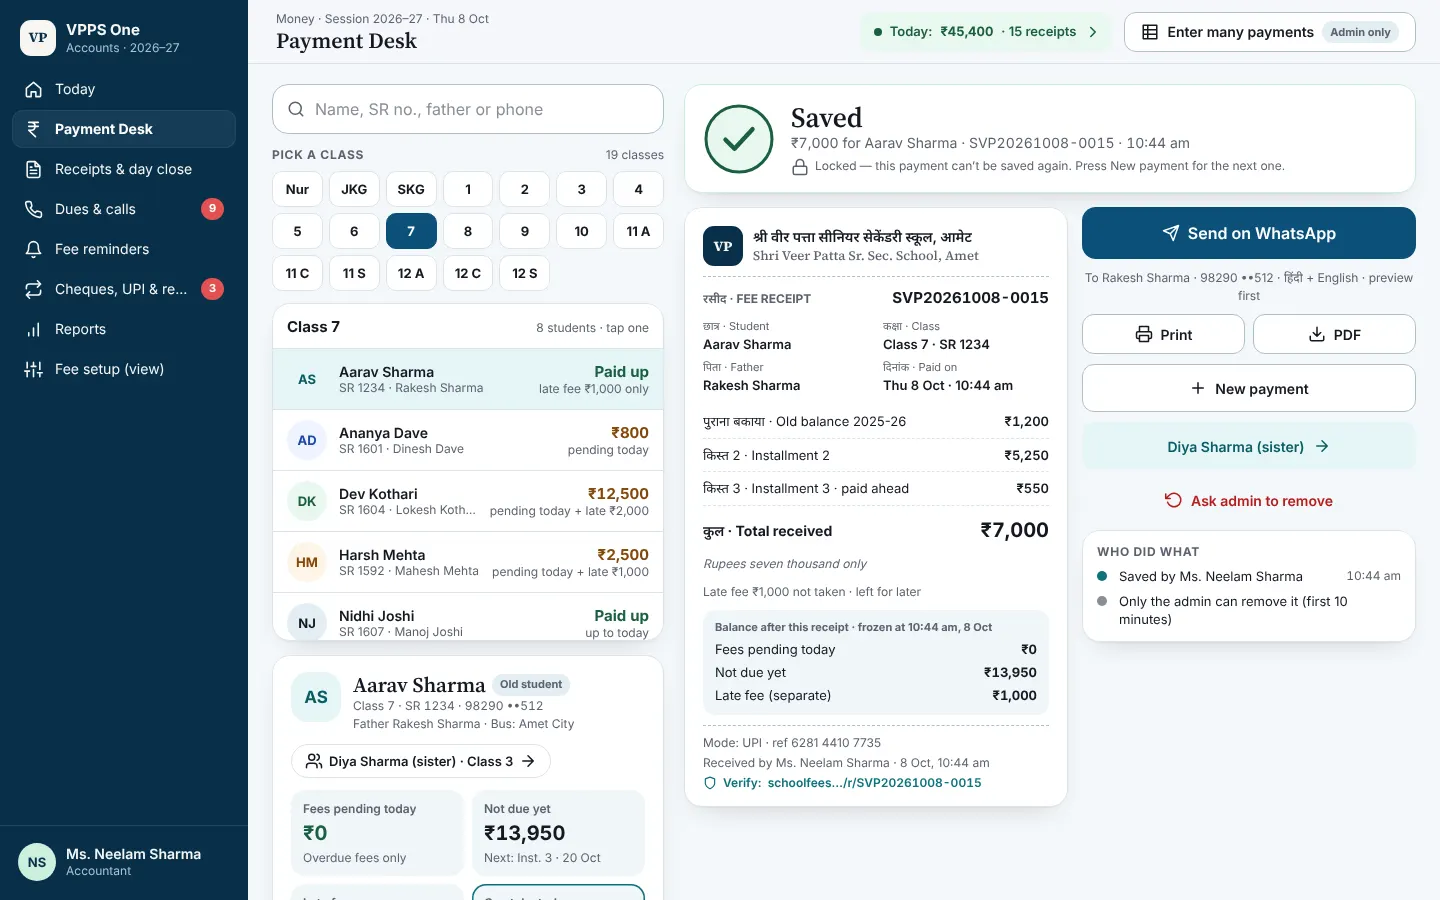 VP
VPPS One
Accounts · 2026–27
Today
Payment Desk
Receipts & day close
Dues & calls 9
Fee reminders
Cheques, UPI & re... 3
Reports
Fee setup (view)
NS
Ms. Neelam Sharma
Accountant
Money · Session 2026–27 · Thu 8 Oct
Payment Desk
Today: ₹45,400 · 15 receipts
Enter many payments Admin only
Name, SR no., father or phone
PICK A CLASS 19 classes
Nur JKG SKG 1 2 3 4
5 6 7 8 9 10 11 A
11 C 11 S 12 A 12 C 12 S
Class 7 8 students · tap one
AS
Aarav Sharma Paid up
SR 1234 · Rakesh Sharma late fee ₹1,000 only
AD
Ananya Dave ₹800
SR 1601 · Dinesh Dave pending today
DK
Dev Kothari ₹12,500
SR 1604 · Lokesh Koth... pending today + late ₹2,000
HM
Harsh Mehta ₹2,500
SR 1592 · Mahesh Mehta pending today + late ₹1,000
NJ
Nidhi Joshi Paid up
SR 1607 · Manoj Joshi up to today
AS
Aarav Sharma Old student
Class 7 · SR 1234 · 98290 ••512
Father Rakesh Sharma · Bus: Amet City
Diya Sharma (sister) · Class 3
Fees pending today
₹0
Overdue fees only
Not due yet
₹13,950
Next: Inst. 3 · 20 Oct
Saved
₹7,000 for Aarav Sharma · SVP20261008-0015 · 10:44 am
Locked — this payment can't be saved again. Press New payment for the next one.
VP
श्री वीर पत्ता सीनियर सेकेंडरी स्कूल, आमेट
Shri Veer Patta Sr. Sec. School, Amet
रसीद · FEE RECEIPT SVP20261008-0015
छात्र · Student कक्षा · Class
Aarav Sharma Class 7 · SR 1234
पिता · Father दिनांक · Paid on
Rakesh Sharma Thu 8 Oct · 10:44 am
पुराना बकाया · Old balance 2025-26 ₹1,200
किस्त 2 · Installment 2 ₹5,250
किस्त 3 · Installment 3 · paid ahead ₹550
कुल · Total received ₹7,000
Rupees seven thousand only
Late fee ₹1,000 not taken · left for later
Balance after this receipt · frozen at 10:44 am, 8 Oct
Fees pending today ₹0
Not due yet ₹13,950
Late fee (separate) ₹1,000
Mode: UPI · ref 6281 4410 7735
Received by Ms. Neelam Sharma · 8 Oct, 10:44 am
Verify: schoolfees.../r/SVP20261008-0015
Send on WhatsApp
To Rakesh Sharma · 98290 ••512 · हिंदी + English · preview
first
Print PDF
New payment
Diya Sharma (sister)
Ask admin to remove
WHO DID WHAT
Saved by Ms. Neelam Sharma 10:44 am
Only the admin can remove it (first 10
minutes)